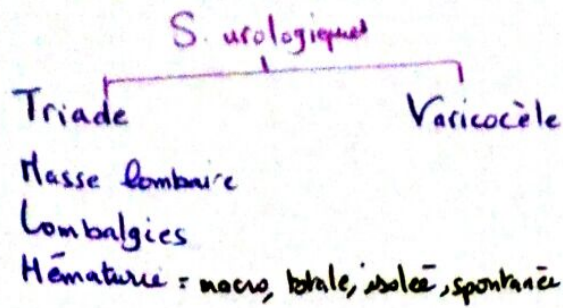 S. urologiques
Triade
Varicocèle
Masse lombaire
Lombalgies
Hématurie = macro, totale, isolée, spontanée